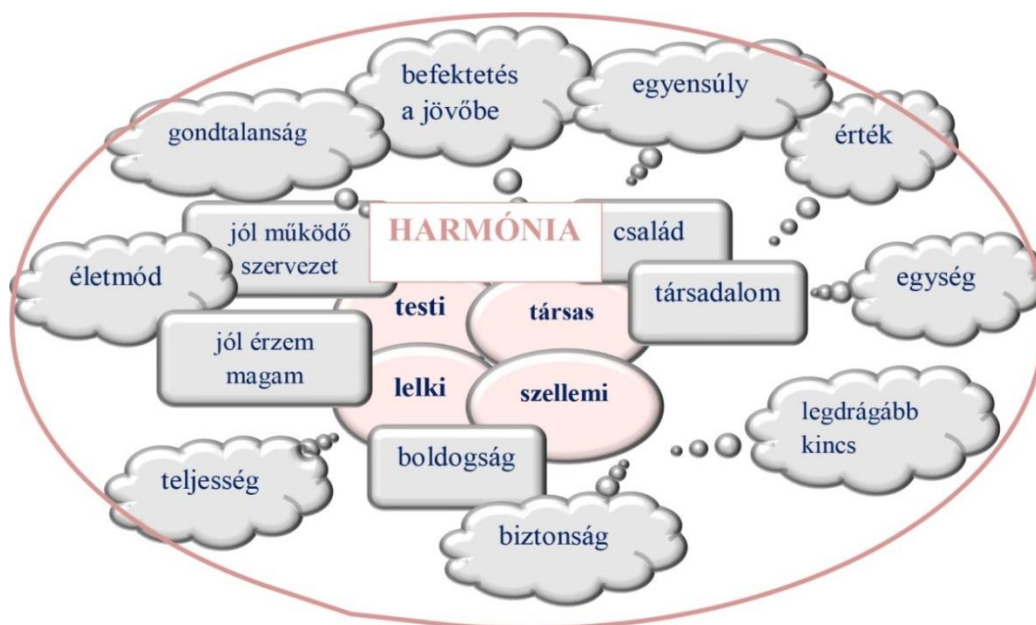 befektetés
a jövőbe
egyensúly
gondtalanság
érték
HARMÓNIA
jól működő
szervezet
család
életmód
társadalom
egység
testi
társas
jól érzem
magam
lelki
szellemi
legdrágább
kincs
boldogság
teljesség
biztonság